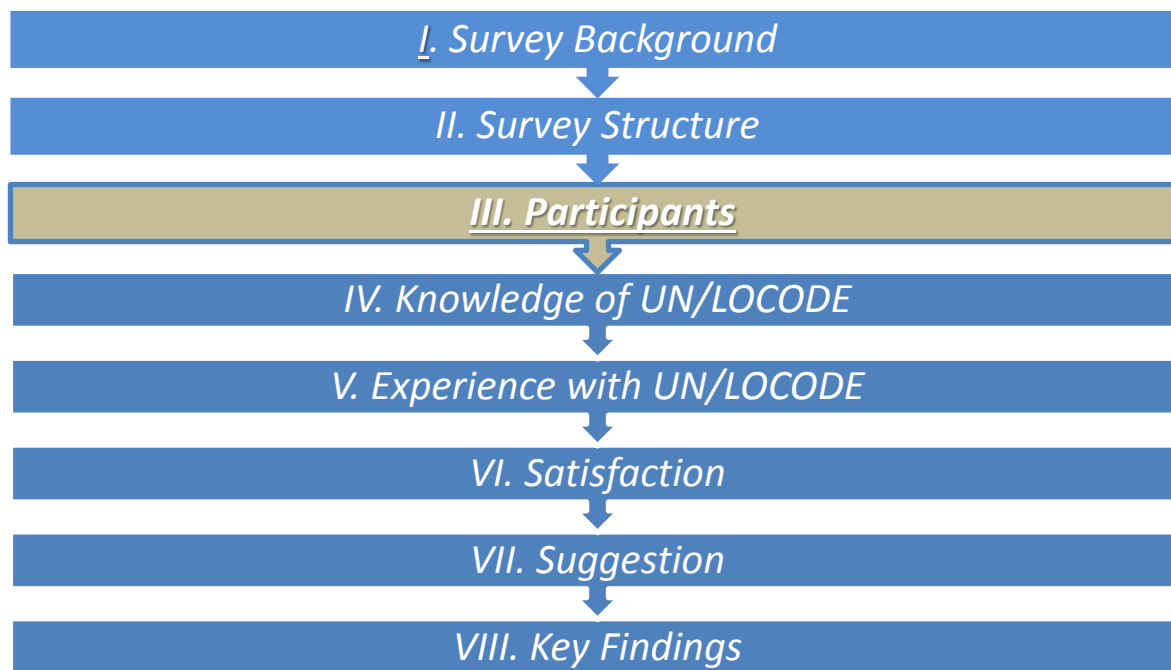 I. Survey Background
II. Survey Structure
III. Participants
IV. Knowledge of UN/LOCODE
V. Experience with UN/LOCODE
VI. Satisfaction
VII. Suggestion
VIII. Key Findings